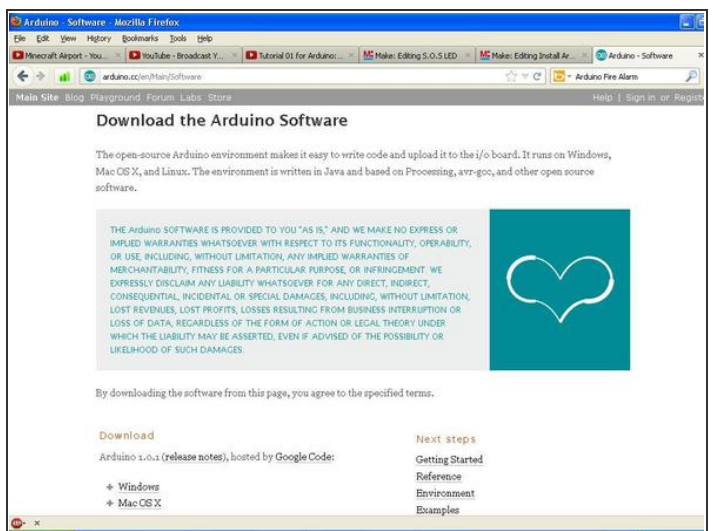 Arduino - Software - Mozilla Firefox
File Edit View History Bookmarks Tools Help
Minecraft Airport - You... YouTube - Broadcast Y... Tutorial 01 for Arduino: ... Make: Editing S.O.S LED Make: Editing Install Ar... Arduino - Software
arduino.cc/en/Main/Software Arduino Fire Alarm
Main Site Blog Playground Forum Labs Store Help | Sign in or Registe
Download the Arduino Software
The open-source Arduino environment makes it easy to write code and upload it to the i/o board. It runs on Windows,
Mac OS X, and Linux. The environment is written in Java and based on Processing, avr-gcc, and other open source
software.
THE Arduino SOFTWARE IS PROVIDED TO YOU "AS IS," AND WE MAKE NO EXPRESS OR
IMPLIED WARRANTIES WHATSOEVER WITH RESPECT TO ITS FUNCTIONALITY, OPERABILITY,
OR USE, INCLUDING, WITHOUT LIMITATION, ANY IMPLIED WARRANTIES OF
MERCHANTABILITY, FITNESS FOR A PARTICULAR PURPOSE, OR INFRINGEMENT. WE
EXPRESSLY DISCLAIM ANY LIABILITY WHATSOEVER FOR ANY DIRECT, INDIRECT,
CONSEQUENTIAL, INCIDENTAL OR SPECIAL DAMAGES, INCLUDING, WITHOUT LIMITATION,
LOST REVENUES, LOST PROFITS, LOSSES RESULTING FROM BUSINESS INTERRUPTION OR
LOSS OF DATA, REGARDLESS OF THE FORM OF ACTION OR LEGAL THEORY UNDER
WHICH THE LIABILITY MAY BE ASSERTED, EVEN IF ADVISED OF THE POSSIBILITY OR
LIKELIHOOD OF SUCH DAMAGES.
By downloading the software from this page, you agree to the specified terms.
Download
Arduino 1.0.1 (release notes), hosted by Google Code:
Windows
Mac OS X
Next steps
Getting Started
Reference
Environment
Examples